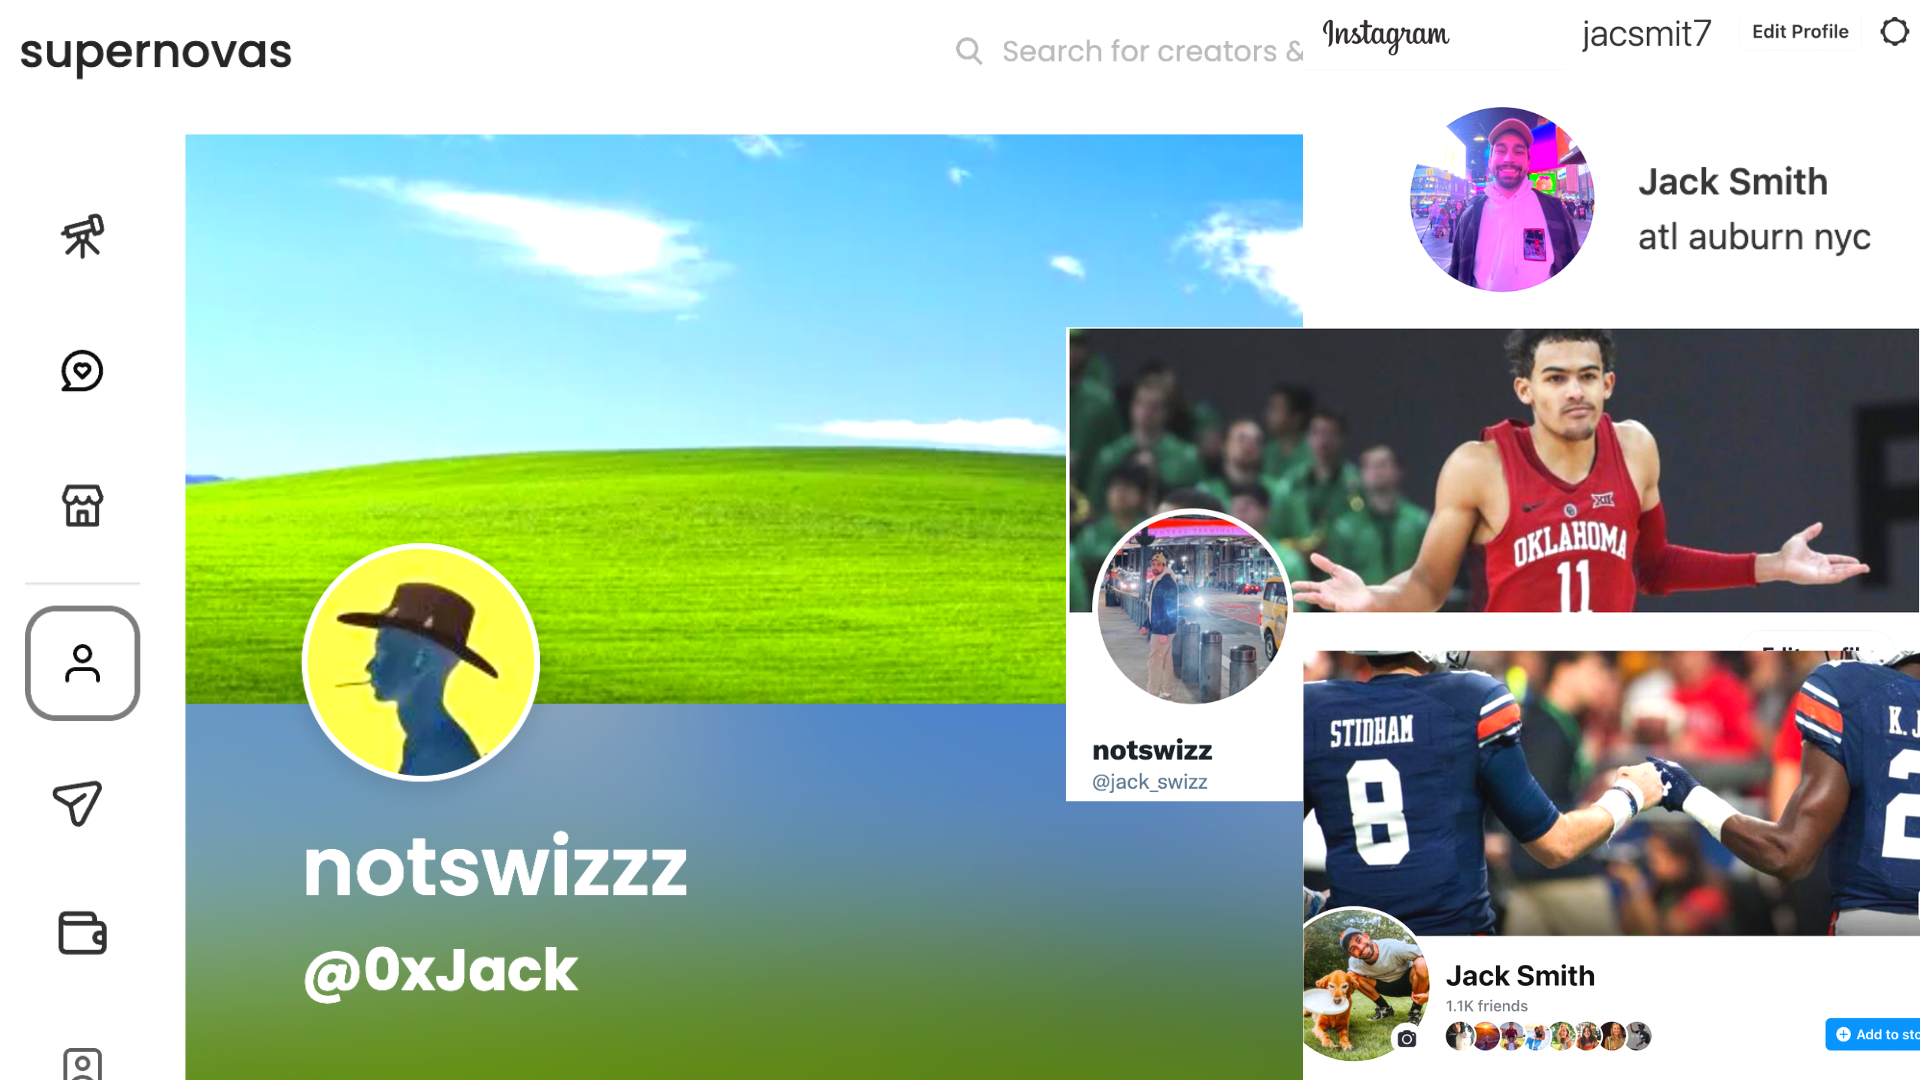 supernovas
Search for creators &
notswizzz
@0xJack
Instagram
jacsmit7
Edit Profile
Jack Smith
atl auburn nyc
OKLAHOMA
11
notswizz
@jack_swizz
STIDHAM
8
K. J
2
Jack Smith
1.1K friends
Add to sto